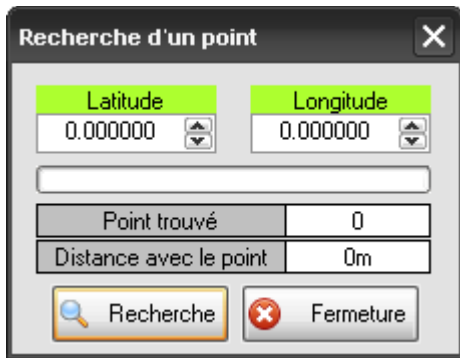 Recherche d'un point
Latitude Longitude
0.000000 0.000000
Point trouvé 0
Distance avec le point 0m
Recherche Fermeture